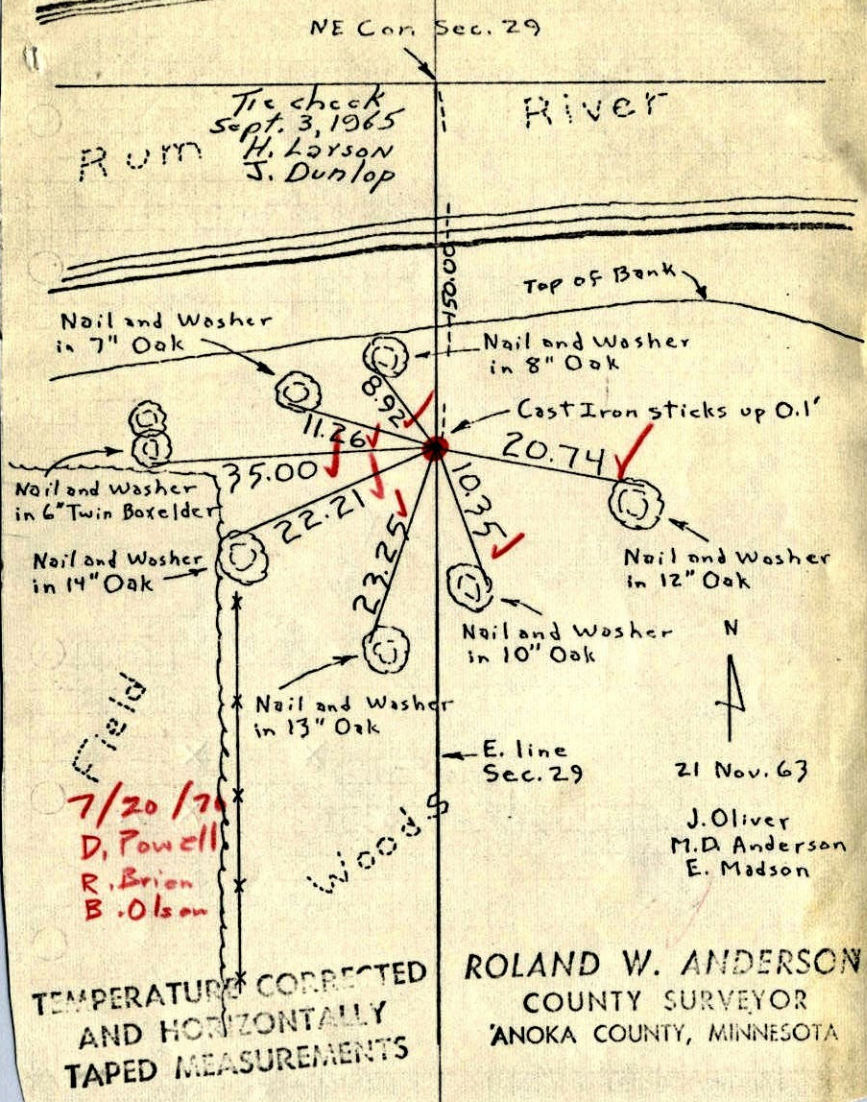 NE Cor. Sec. 29
Tie check
Sept. 3, 1965
H. Larson
J. Dunlop
Rum River
150.00
Top of Bank
Nail and Washer
in 7" Oak
Nail and Washer
in 8" Oak
8.92
Cast Iron sticks up 0.1'
11.26
20.74
35.00
10.35
Nail and Washer
in 6" Twin Boxelder
22.21
23.25
Nail and Washer
in 14" Oak
Nail and Washer
in 12" Oak
Nail and Washer
in 10" Oak
N
Nail and Washer
in 13" Oak
Field
E. line
Sec. 29
21 Nov. 63
7/20/7
D. Powell
R. Brien
B. Olson
Woods
J. Oliver
M.D. Anderson
E. Madson
TEMPERATURE CORRECTED
AND HORIZONTALLY
TAPED MEASUREMENTS
ROLAND W. ANDERSON
COUNTY SURVEYOR
ANOKA COUNTY, MINNESOTA